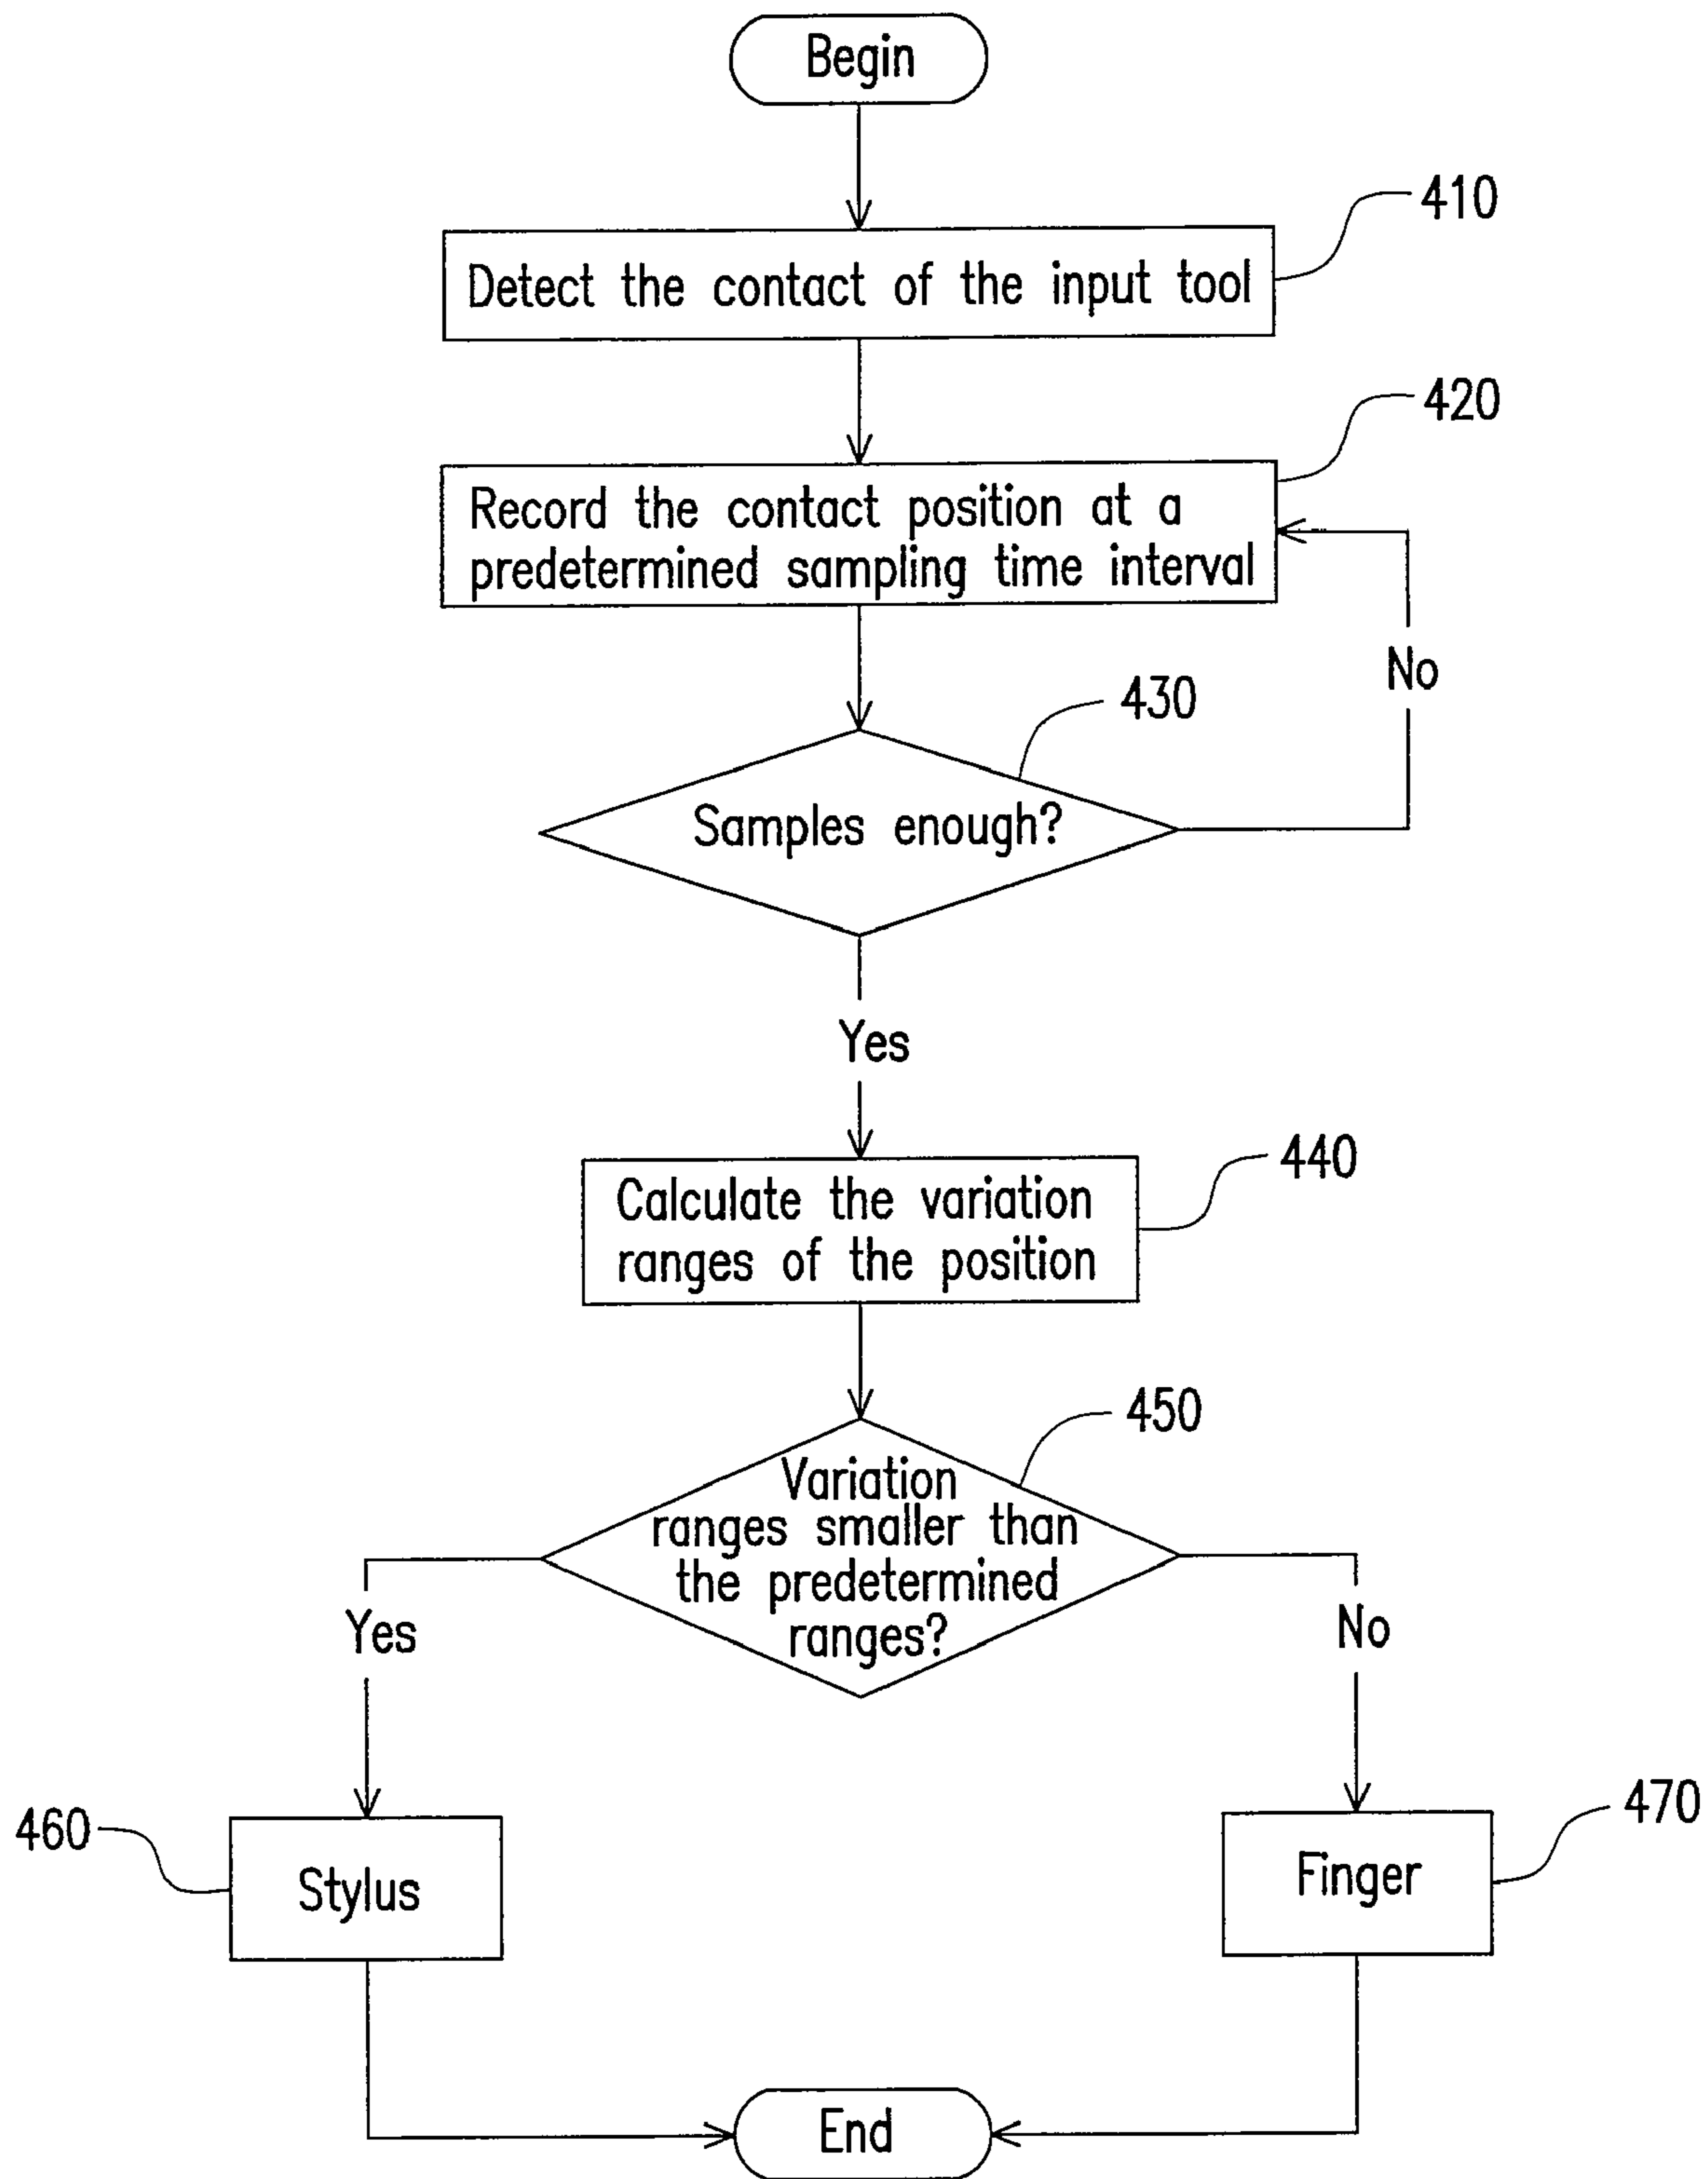 Begin
410
Detect the contact of the input tool
420
Record the contact position at a
predetermined sampling time interval
No
430
Samples enough?
Yes
440
Calculate the variation
ranges of the position
450
Variation
ranges smaller than
the predetermined
ranges?
Yes
No
460
Stylus
470
Finger
End